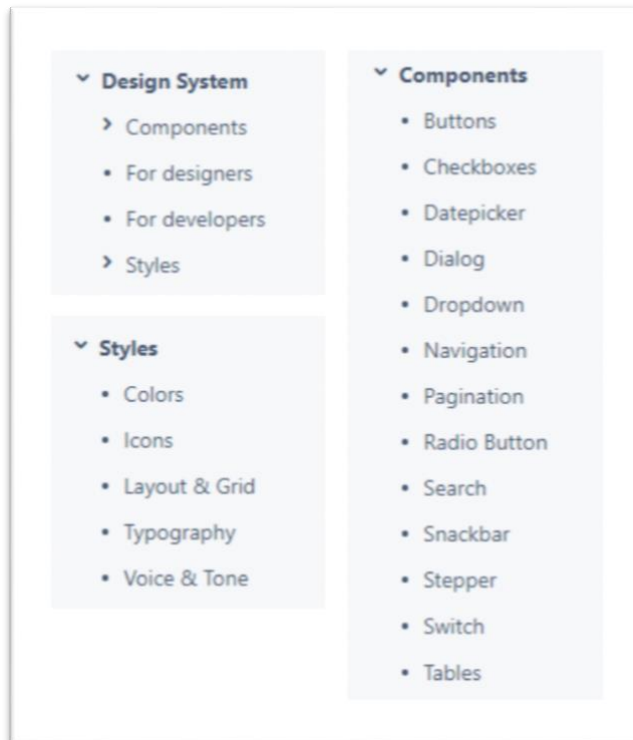 Design System
Components
For designers
For developers
Styles
Styles
Colors
Icons
Layout & Grid
Typography
Voice & Tone
Components
Buttons
Checkboxes
Datepicker
Dialog
Dropdown
Navigation
Pagination
Radio Button
Search
Snackbar
Stepper
Switch
Tables